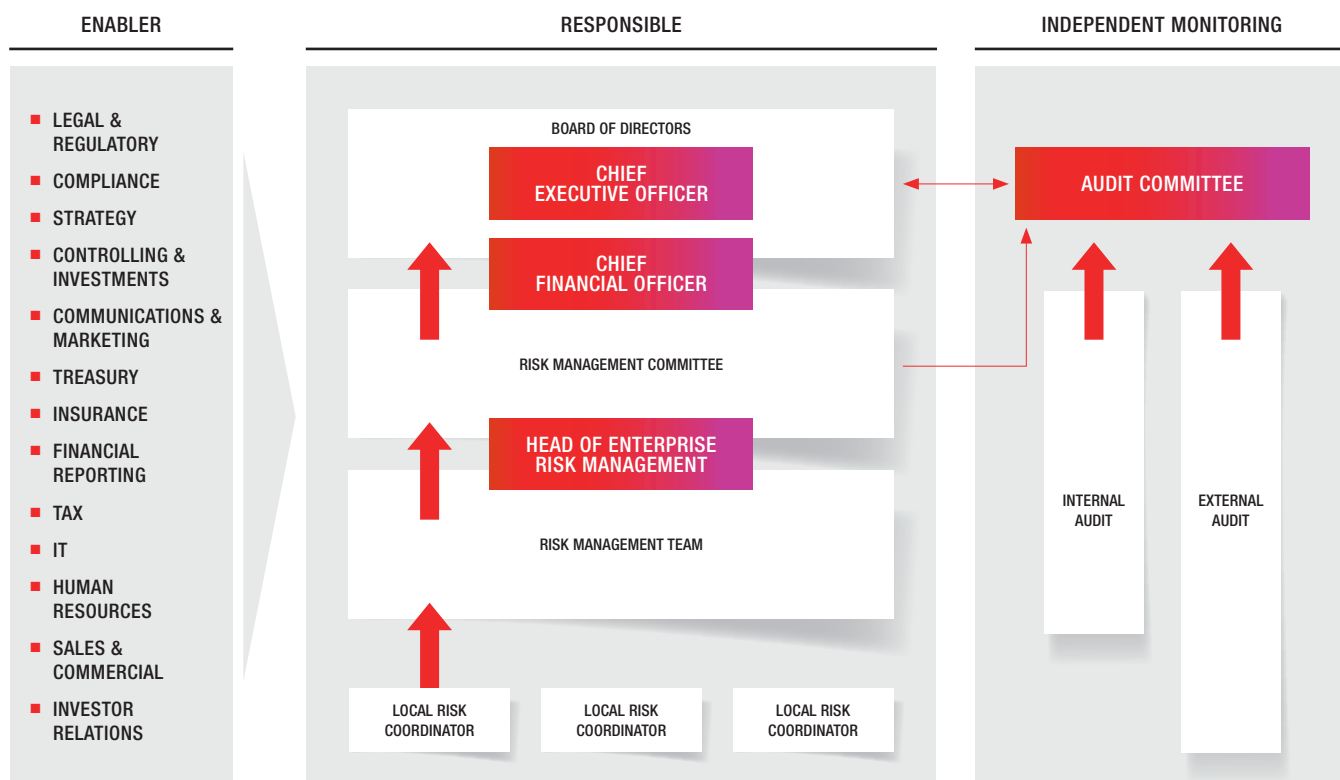 ENABLER
LEGAL &
REGULATORY
COMPLIANCE
STRATEGY
CONTROLLING &
INVESTMENTS
COMMUNICATIONS &
MARKETING
TREASURY
INSURANCE
FINANCIAL
REPORTING
TAX
IT
HUMAN
RESOURCES
SALES &
COMMERCIAL
INVESTOR
RELATIONS
RESPONSIBLE
BOARD OF DIRECTORS
CHIEF
EXECUTIVE OFFICER
CHIEF
FINANCIAL OFFICER
RISK MANAGEMENT COMMITTEE
HEAD OF ENTERPRISE
RISK MANAGEMENT
RISK MANAGEMENT TEAM
LOCAL RISK
COORDINATOR
LOCAL RISK
COORDINATOR
LOCAL RISK
COORDINATOR
INDEPENDENT MONITORING
AUDIT COMMITTEE
INTERNAL
AUDIT
EXTERNAL
AUDIT